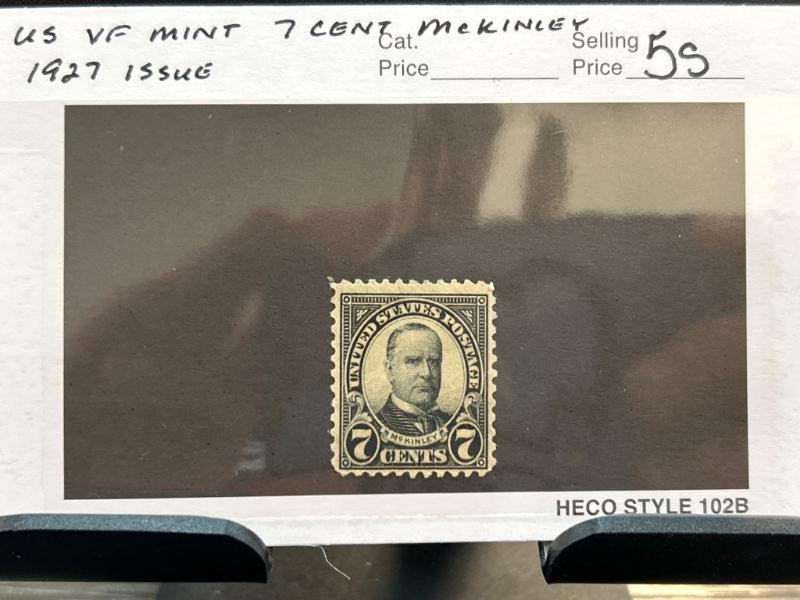 US VF MINT 7 CENT MCKINLEY
1927 ISSUE
Cat. Price
Selling Price 5s
UNITED STATES POSTAGE
MCKINLEY
7 CENTS 7
HECO STYLE 102B